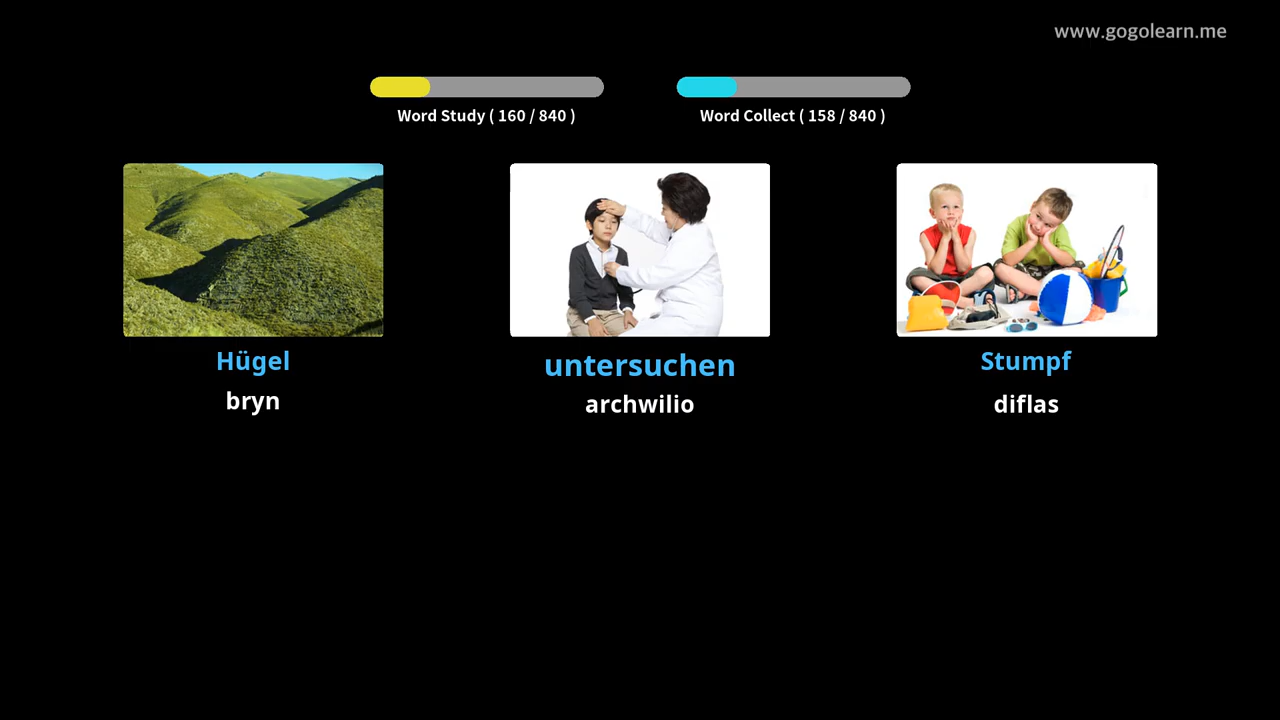 www.gogolearn.me
Word Study ( 160 / 840 )
Word Collect ( 158 / 840 )
Hügel
untersuchen
Stumpf
bryn
archwilio
diflas